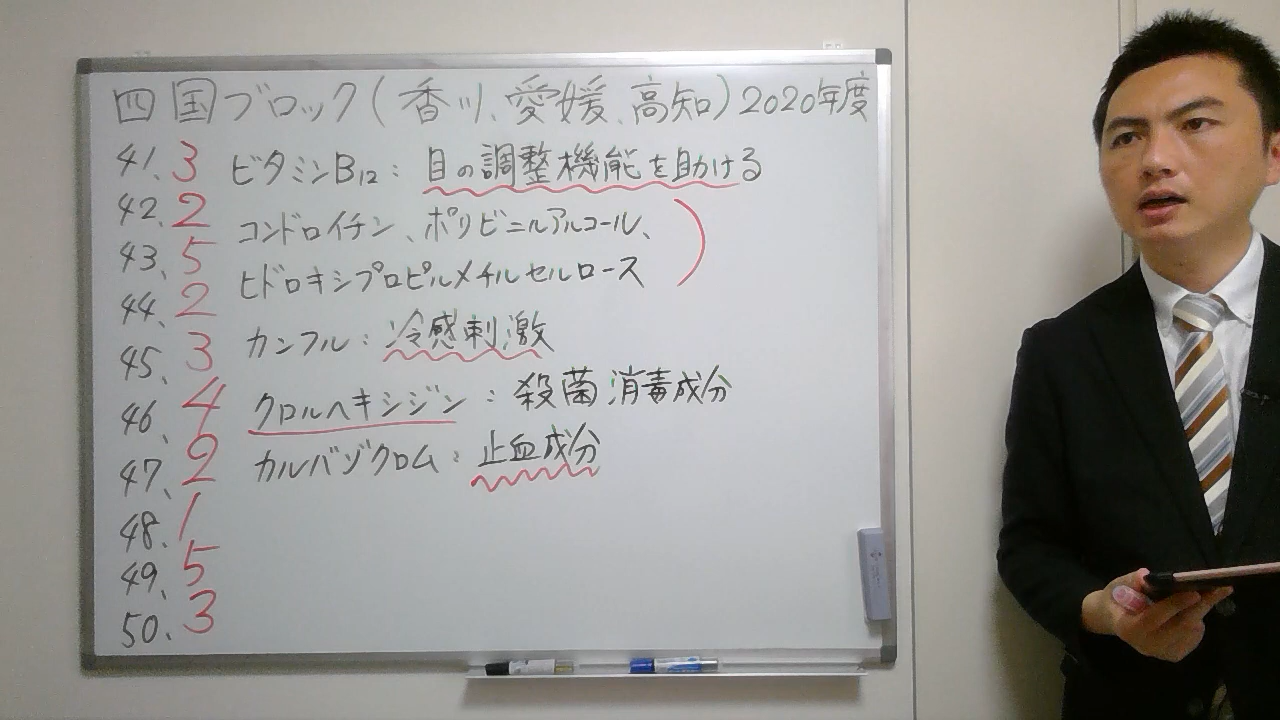 四国ブロック(香川、愛媛、高知)2020年度
41、3
42、2
43、5
44、2
45、3
46、4
47、2
48、1
49、5
50、3
ビタミンB12：目の調整機能を助ける
コンドロイチン、ポリビニルアルコール、
ヒドロキシプロピルメチルセルロース
カンフル：冷感刺激
クロルヘキシジン：殺菌消毒成分
カルバゾクロム：止血成分